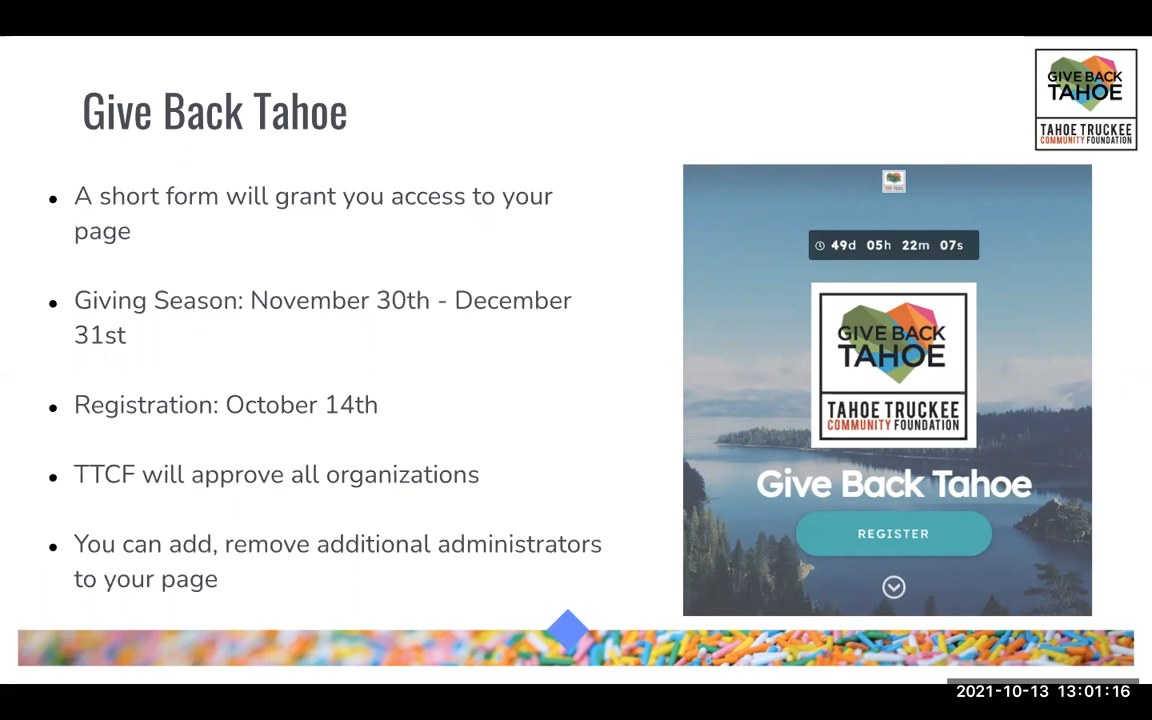 Give Back Tahoe
GIVE BACK
TAHOE
TAHOE TRUCKEE
COMMUNITY FOUNDATION
A short form will grant you access to your
page
Giving Season: November 30th - December
31st
Registration: October 14th
TTCF will approve all organizations
You can add, remove additional administrators
to your page
49d 05h 22m 07s
GIVE BACK
TAHOE
TAHOE TRUCKEE
COMMUNITY FOUNDATION
Give Back Tahoe
REGISTER
2021-10-13 13:01:16